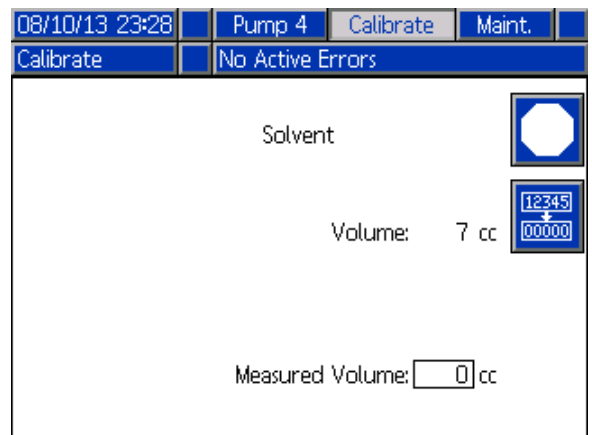 08/10/13 23:28 Pump 4 Calibrate Maint.
Calibrate No Active Errors
Solvent
12345
Volume: 7 cc 00000
Measured Volume: 0 cc